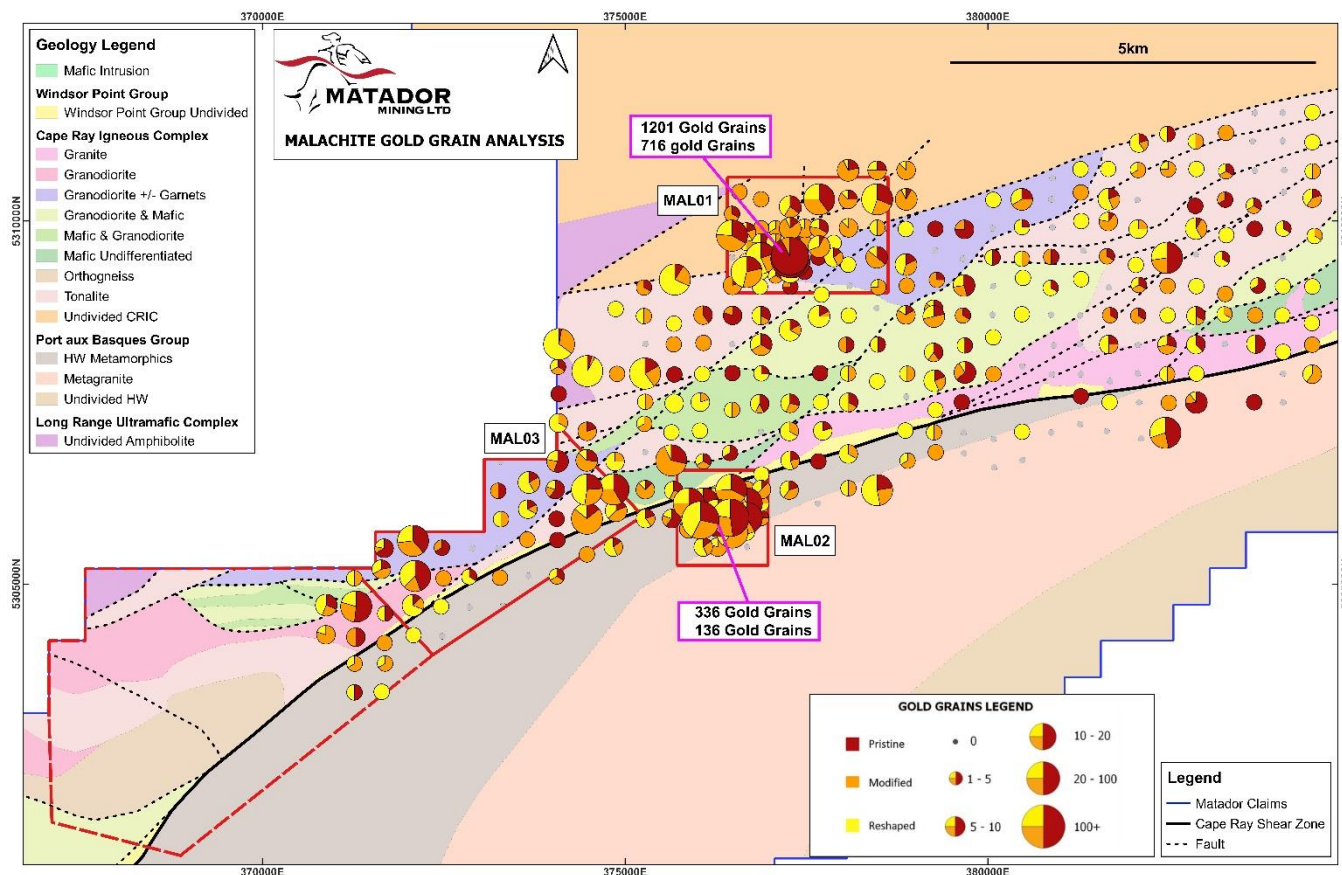 370000E
375000E
380000E
Geology Legend
Mafic Intrusion
Windsor Point Group
Windsor Point Group Undivided
Cape Ray Igneous Complex
Granite
Granodiorite
Granodiorite +/- Garnets
Granodiorite & Mafic
Mafic & Granodiorite
Mafic Undifferentiated
Orthogneiss
Tonalite
Undivided CRIC
Port aux Basques Group
HW Metamorphics
Metagranite
Undivided HW
Long Range Ultramafic Complex
Undivided Amphibolite
MATADOR
MINING LTD
MALACHITE GOLD GRAIN ANALYSIS
5km
1201 Gold Grains
716 gold Grains
MAL01
5310000N
5310000N
MAL03
MAL02
5305000N
5305000N
336 Gold Grains
136 Gold Grains
GOLD GRAINS LEGEND
Pristine
Modified
Reshaped
0
1 - 5
5 - 10
10 - 20
20 - 100
100+
Legend
Matador Claims
Cape Ray Shear Zone
Fault
370000E
375000E
380000E